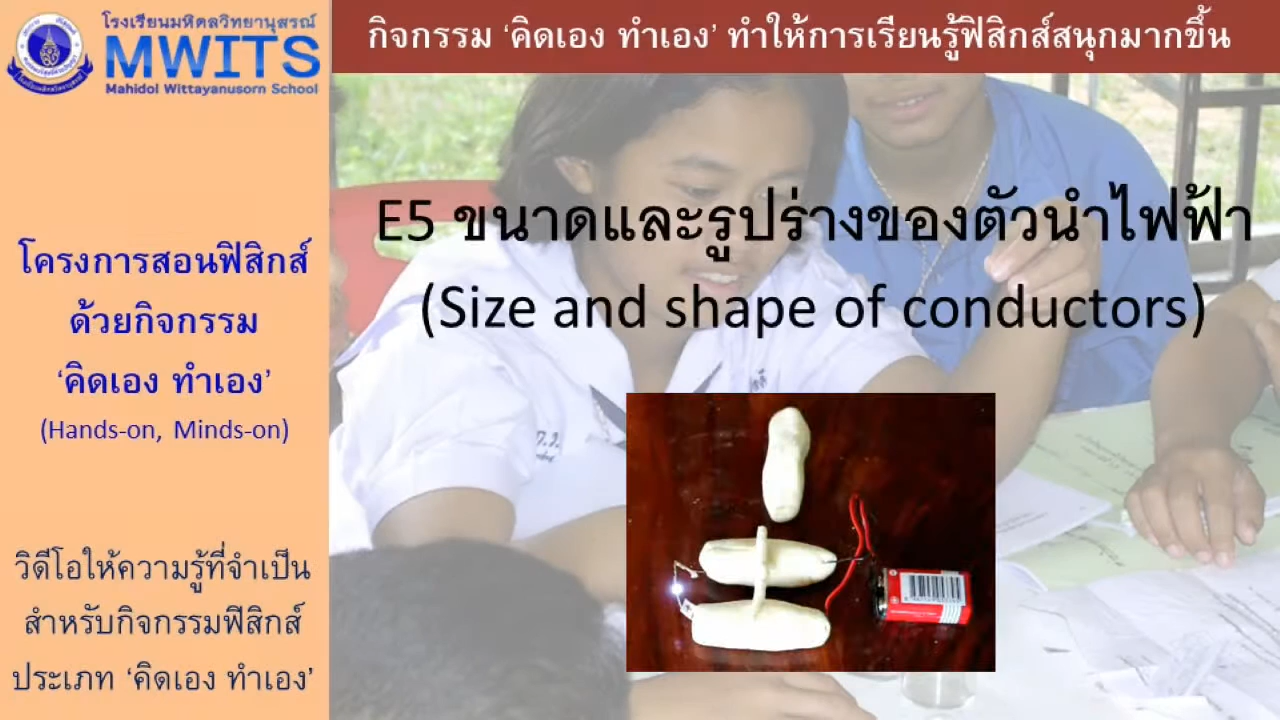 โรงเรียนมหิดลวิทยานุสรณ์
MWITS
Mahidol Wittayanusorn School
กิจกรรม ‘คิดเอง ทำเอง’ ทำให้การเรียนรู้ฟิสิกส์สนุกมากขึ้น
E5 ขนาดและรูปร่างของตัวนำไฟฟ้า
(Size and shape of conductors)
โครงการสอนฟิสิกส์
ด้วยกิจกรรม
‘คิดเอง ทำเอง’
(Hands-on, Minds-on)
วิดีโอให้ความรู้ที่จำเป็น
สำหรับกิจกรรมฟิสิกส์
ประเภท ‘คิดเอง ทำเอง’